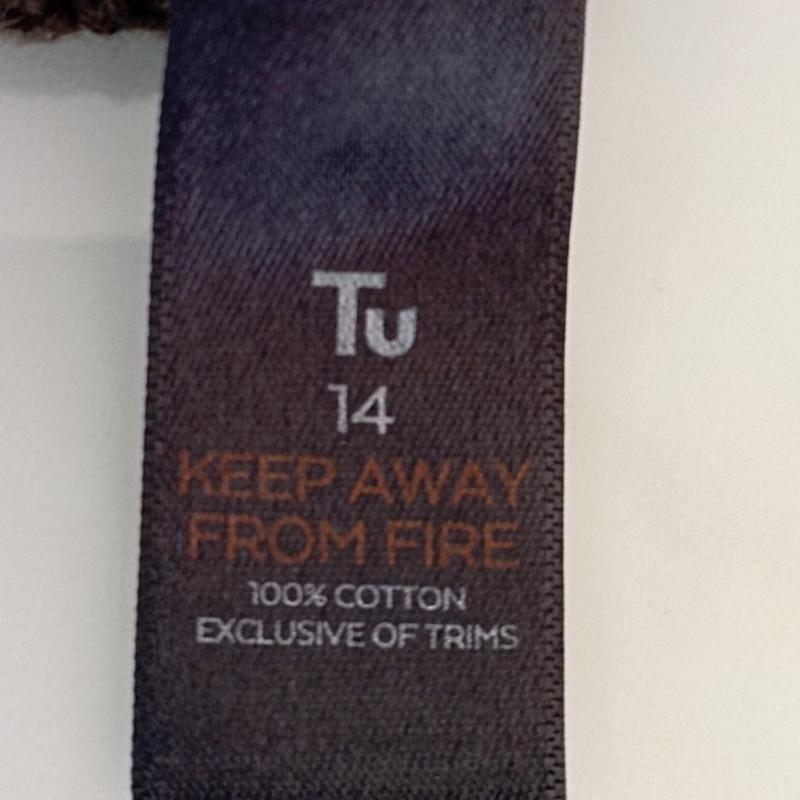 Tu
14
KEEP AWAY
FROM FIRE
100% COTTON
EXCLUSIVE OF TRIMS